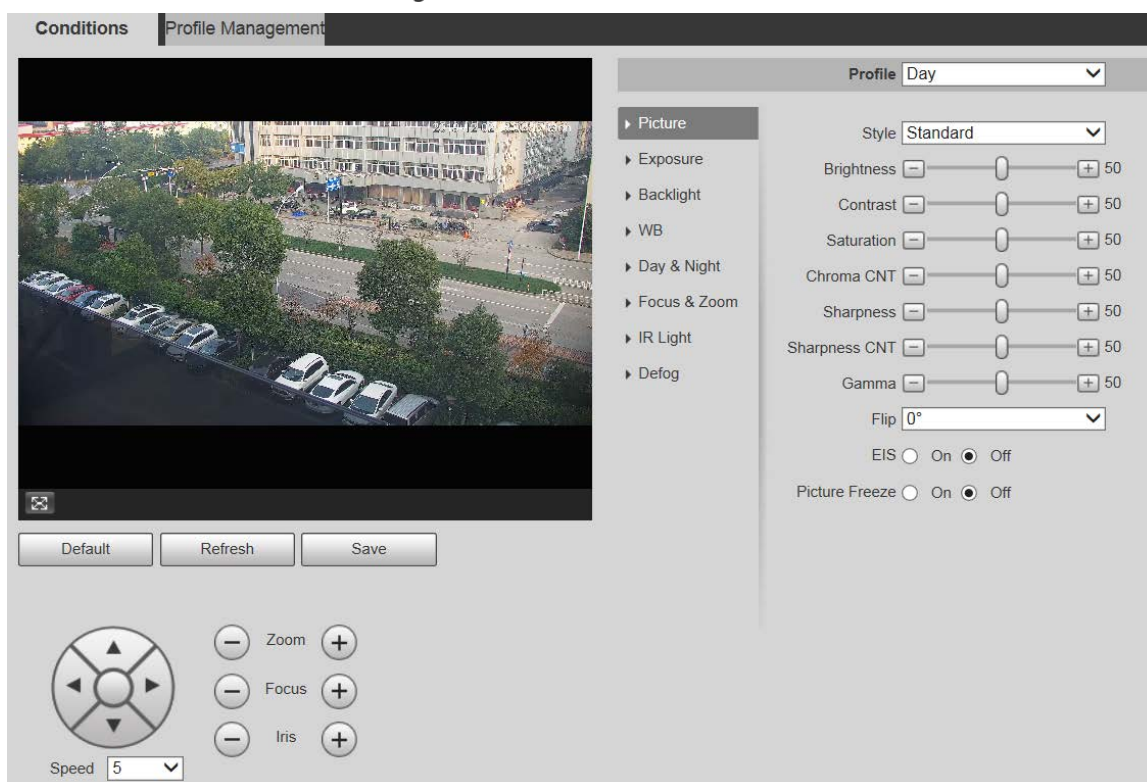 Conditions
Profile Management
Profile Day
Picture
Exposure
Backlight
WB
Day & Night
Focus & Zoom
IR Light
Defog
Style Standard
Brightness 50
Contrast 50
Saturation 50
Chroma CNT 50
Sharpness 50
Sharpness CNT 50
Gamma 50
Flip 0°
EIS On Off
Picture Freeze On Off
Default
Refresh
Save
Zoom
Focus
Iris
Speed 5